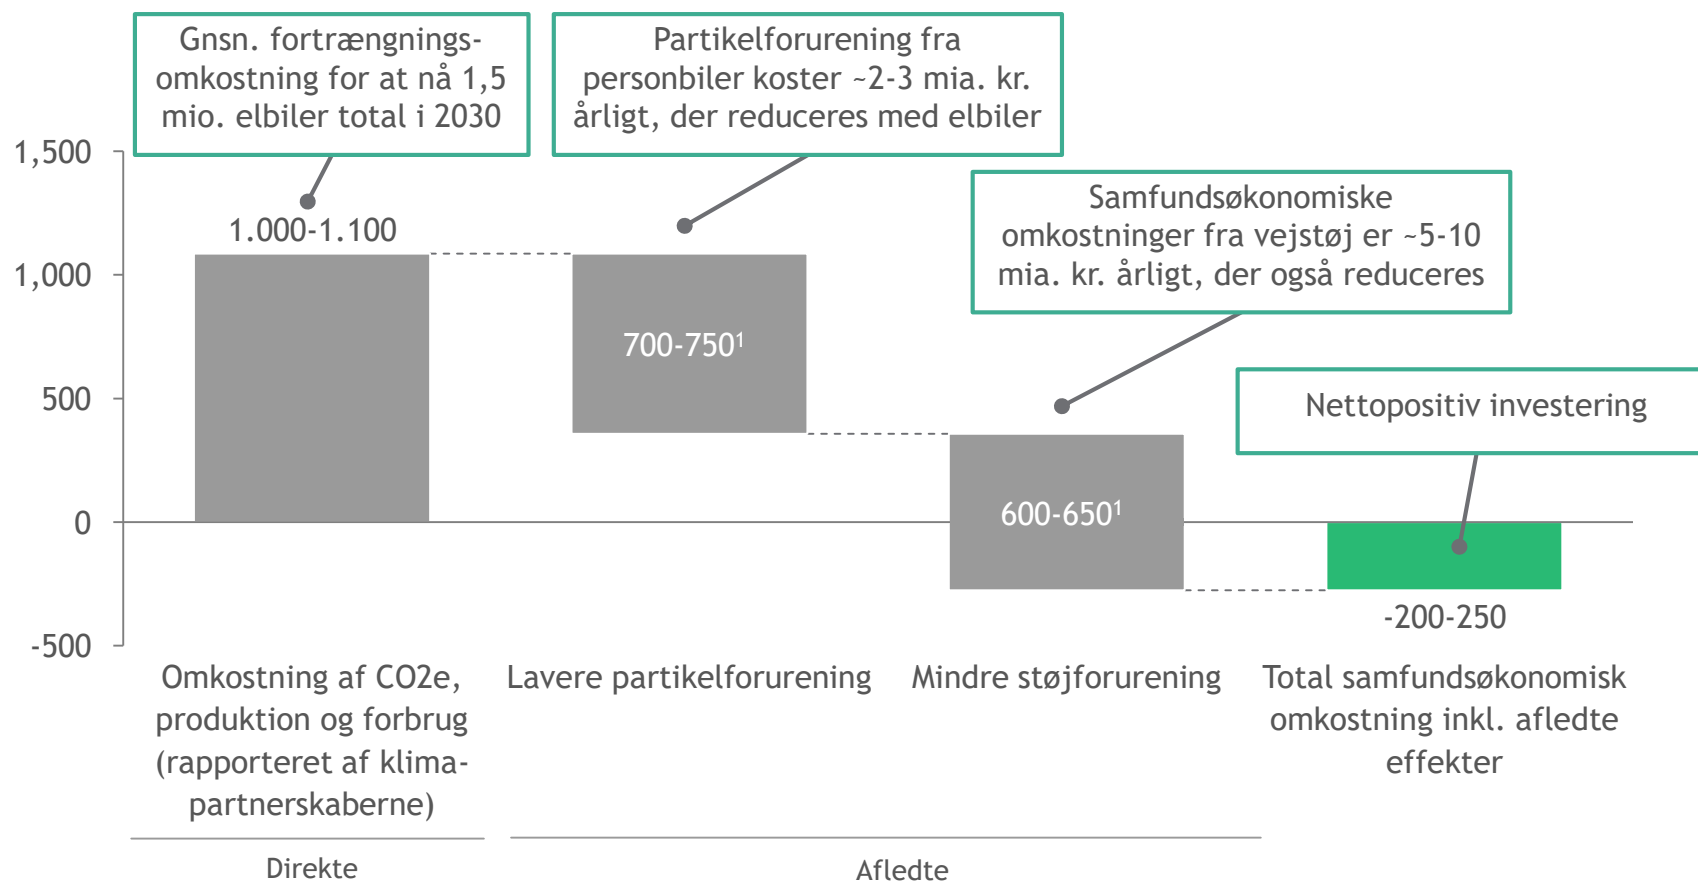 Gnsn. fortrængnings-
omkostning for at nå 1,5
mio. elbiler total i 2030
Partikelforurening fra
personbiler koster ~2-3 mia. kr.
årligt, der reduceres med elbiler
Samfundsøkonomiske
omkostninger fra vejstøj er ~5-10
mia. kr. årligt, der også reduceres
Nettopositiv investering
1,500
1,000
500
0
-500
1.000-1.100
700-750¹
600-650¹
-200-250
Omkostning af CO2e,
produktion og forbrug
(rapporteret af klima-
partnerskaberne)
Lavere partikelforurening
Mindre støjforurening
Total samfundsøkonomisk
omkostning inkl. afledte
effekter
Direkte
Afledte